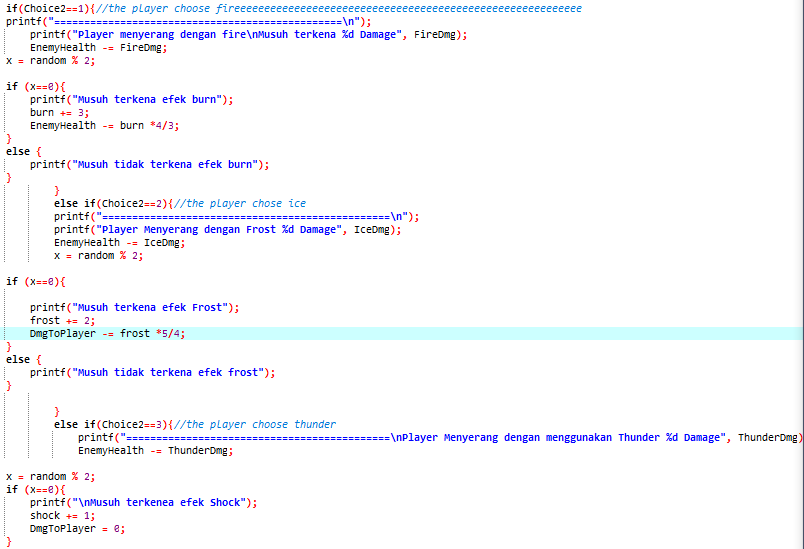 if(Choice2==1){//the player choose fireeeeeeeeeeeeeeeeeeeeeeeeeeeeeeeeeeeeeeeeeeeeeeeeeeeeeeeeee
printf("================================================\n");
printf("Player menyerang dengan fire\nMusuh terkena %d Damage", FireDmg);
EnemyHealth -= FireDmg;
x = random % 2;
if (x==0){
printf("Musuh terkena efek burn");
burn += 3;
EnemyHealth -= burn *4/3;
}
else {
printf("Musuh tidak terkena efek burn");
}
}
else if(Choice2==2){//the player chose ice
printf("================================================\n");
printf("Player Menyerang dengan Frost %d Damage", IceDmg);
EnemyHealth -= IceDmg;
x = random % 2;
if (x==0){
printf("Musuh terkena efek Frost");
frost += 2;
DmgToPlayer -= frost *5/4;
}
else {
printf("Musuh tidak terkena efek frost");
}
}
else if(Choice2==3){//the player choose thunder
printf("============================================\nPlayer Menyerang dengan menggunakan Thunder %d Damage", ThunderDmg)
EnemyHealth -= ThunderDmg;
x = random % 2;
if (x==0){
printf("\nMusuh terkenea efek Shock");
shock += 1;
DmgToPlayer = 0;
}